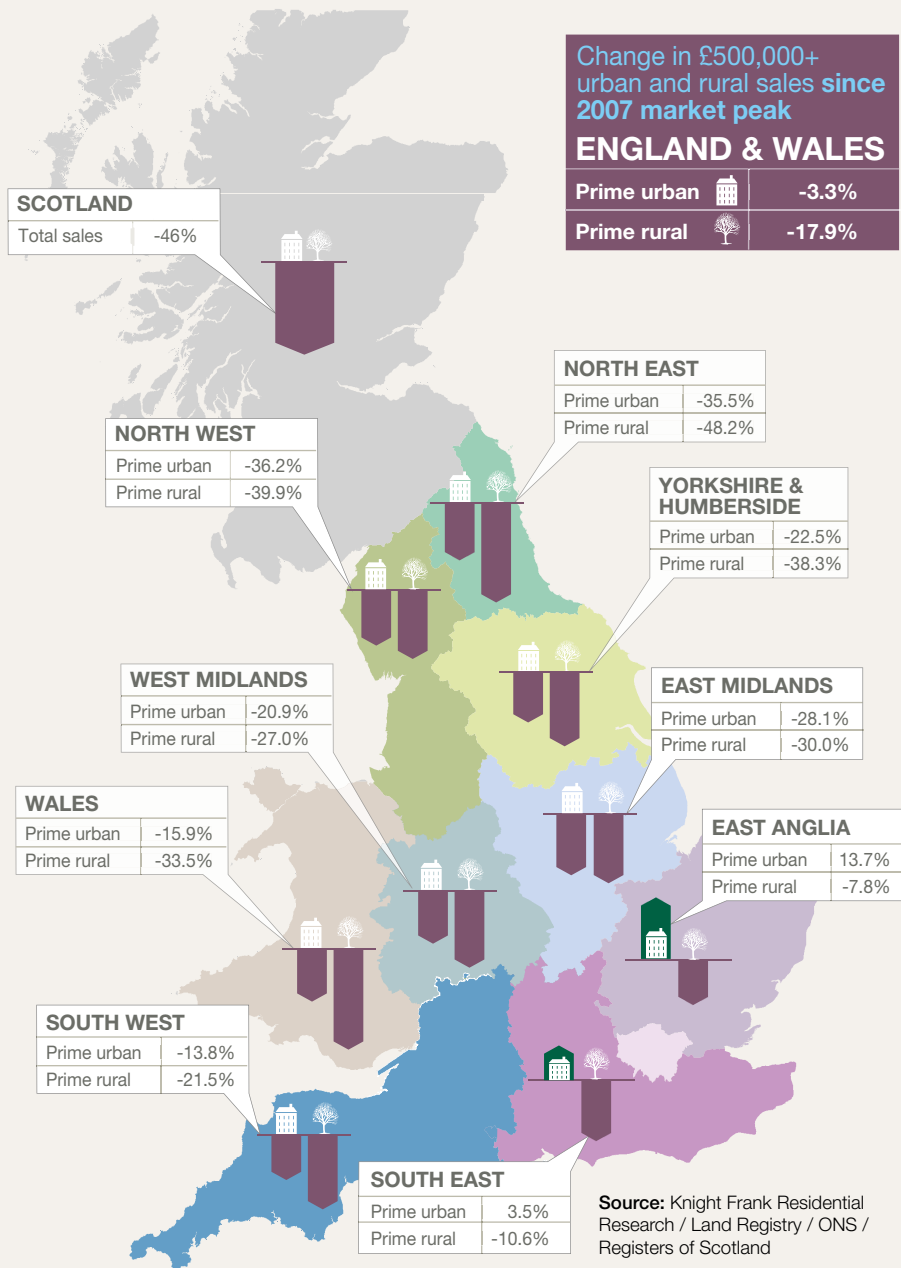 Change in £500,000+
urban and rural sales since
2007 market peak
ENGLAND & WALES
Prime urban -3.3%
Prime rural -17.9%
SCOTLAND
Total sales -46%
NORTH EAST
Prime urban -35.5%
Prime rural -48.2%
NORTH WEST
Prime urban -36.2%
Prime rural -39.9%
YORKSHIRE &
HUMBERSIDE
Prime urban -22.5%
Prime rural -38.3%
WEST MIDLANDS
Prime urban -20.9%
Prime rural -27.0%
EAST MIDLANDS
Prime urban -28.1%
Prime rural -30.0%
WALES
Prime urban -15.9%
Prime rural -33.5%
EAST ANGLIA
Prime urban 13.7%
Prime rural -7.8%
SOUTH WEST
Prime urban -13.8%
Prime rural -21.5%
SOUTH EAST
Prime urban 3.5%
Prime rural -10.6%
Source: Knight Frank Residential
Research / Land Registry / ONS /
Registers of Scotland